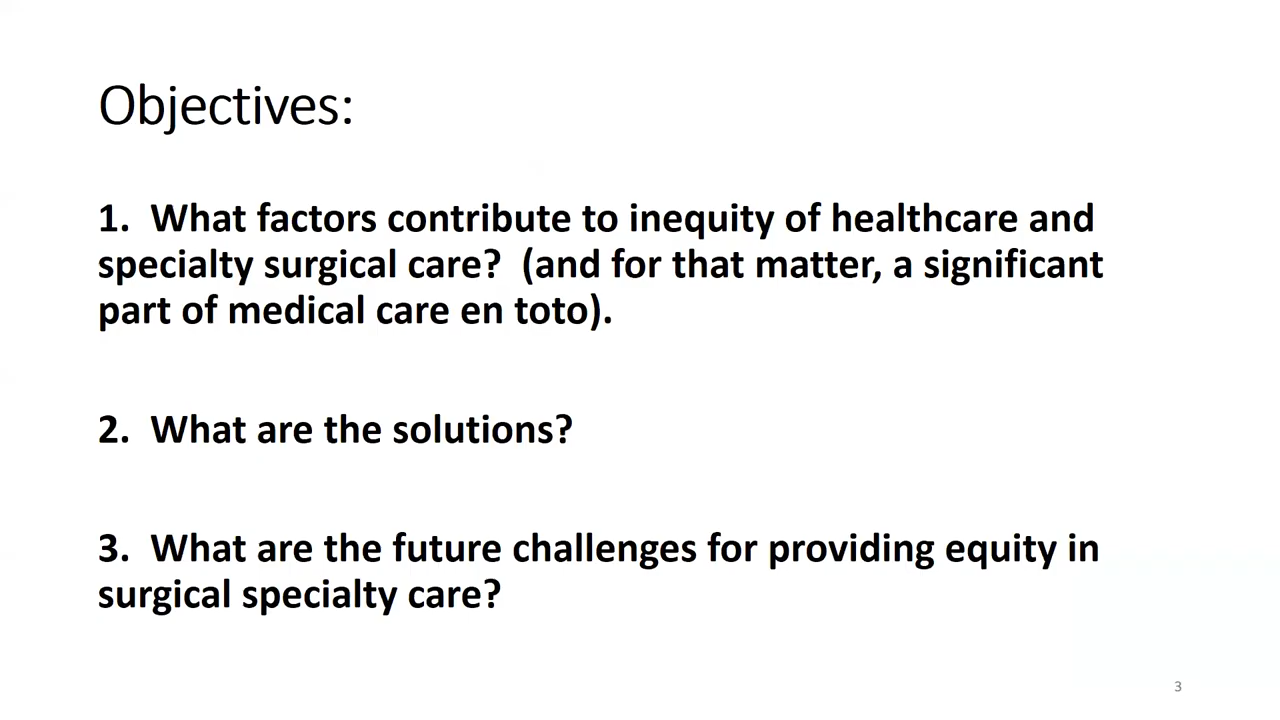 Objectives:
1.  What factors contribute to inequity of healthcare and
specialty surgical care?  (and for that matter, a significant
part of medical care en toto).
2.  What are the solutions?
3.  What are the future challenges for providing equity in
surgical specialty care?
3